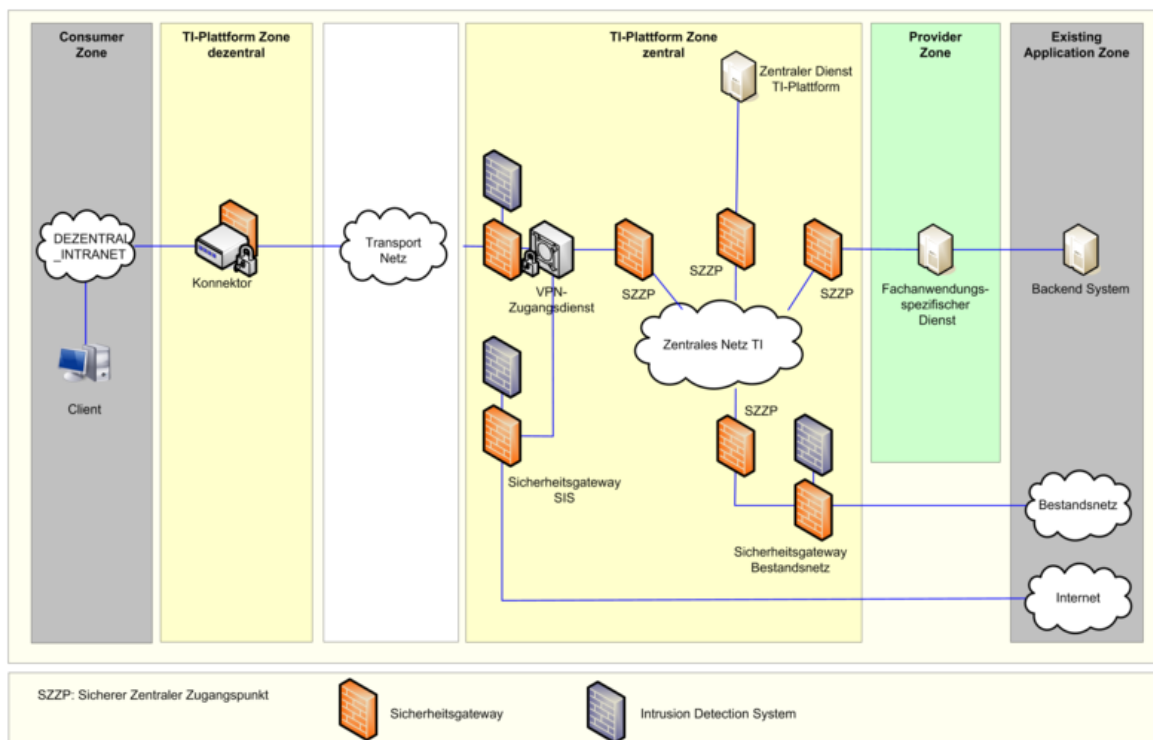 Consumer
Zone
TI-Plattform Zone
dezentral
TI-Plattform Zone
zentral
Provider
Zone
Existing
Application Zone
Zentraler Dienst
TI-Plattform
DEZENTRAL
_INTRANET
Konnektor
Transport
Netz
VPN-
Zugangsdienst
SZZP
SZZP
SZZP
Fachanwendungs-
spezifischer
Dienst
Backend System
Zentrales Netz TI
Client
SZZP
Sicherheitsgateway
SIS
Sicherheitsgateway
Bestandsnetz
Bestandsnetz
Internet
SZZP: Sicherer Zentraler Zugangspunkt
Sicherheitsgateway
Intrusion Detection System